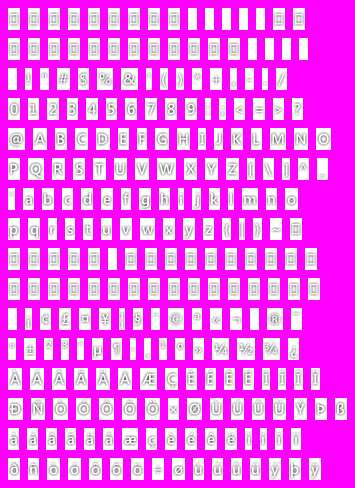 ! " # $ % & ' ( ) * + , - . /
0 1 2 3 4 5 6 7 8 9 : ; < = > ?
@ A B C D E F G H I J K L M N O
P Q R S T U V W X Y Z [ \ ] ^ _
` a b c d e f g h i j k l m n o
p q r s t u v w x y z { | } ~
¡ ¢ £ ¤ ¥ ¦ § ¨ © ª « ¬ ® ¯
° ± ² ³ ´ µ ¶ · ¸ ¹ º » ¼ ½ ¾ ¿
À Á Â Ã Ä Å Æ Ç È É Ê Ë Ì Í Î Ï
Ð Ñ Ò Ó Ô Õ Ö × Ø Ù Ú Û Ü Ý Þ ß
à á â ã ä å æ ç è é ê ë ì í î ï
ð ñ ò ó ô õ ö ÷ ø ù ú û ü ý þ ÿ